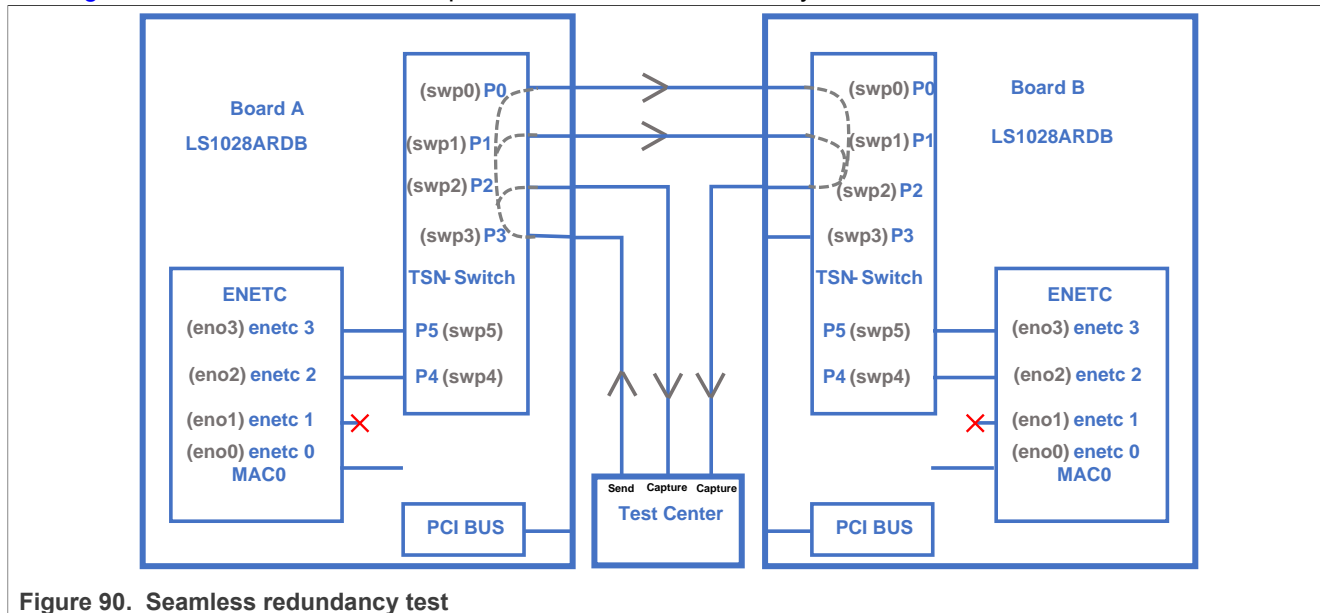 Board A
LS1028ARDB
(swp0) P0
(swp1) P1
(swp2) P2
(swp3) P3
TSN- Switch
P5 (swp5)
P4 (swp4)
ENETC
(eno3) enetc 3
(eno2) enetc 2
(eno1) enetc 1
(eno0) enetc 0
MAC0
PCI BUS
Send Capture Capture
Test Center
Board B
LS1028ARDB
(swp0) P0
(swp1) P1
(swp2) P2
(swp3) P3
TSN- Switch
P5 (swp5)
P4 (swp4)
ENETC
(eno3) enetc 3
(eno2) enetc 2
(eno1) enetc 1
(eno0) enetc 0
MAC0
PCI BUS
Figure 90. Seamless redundancy test